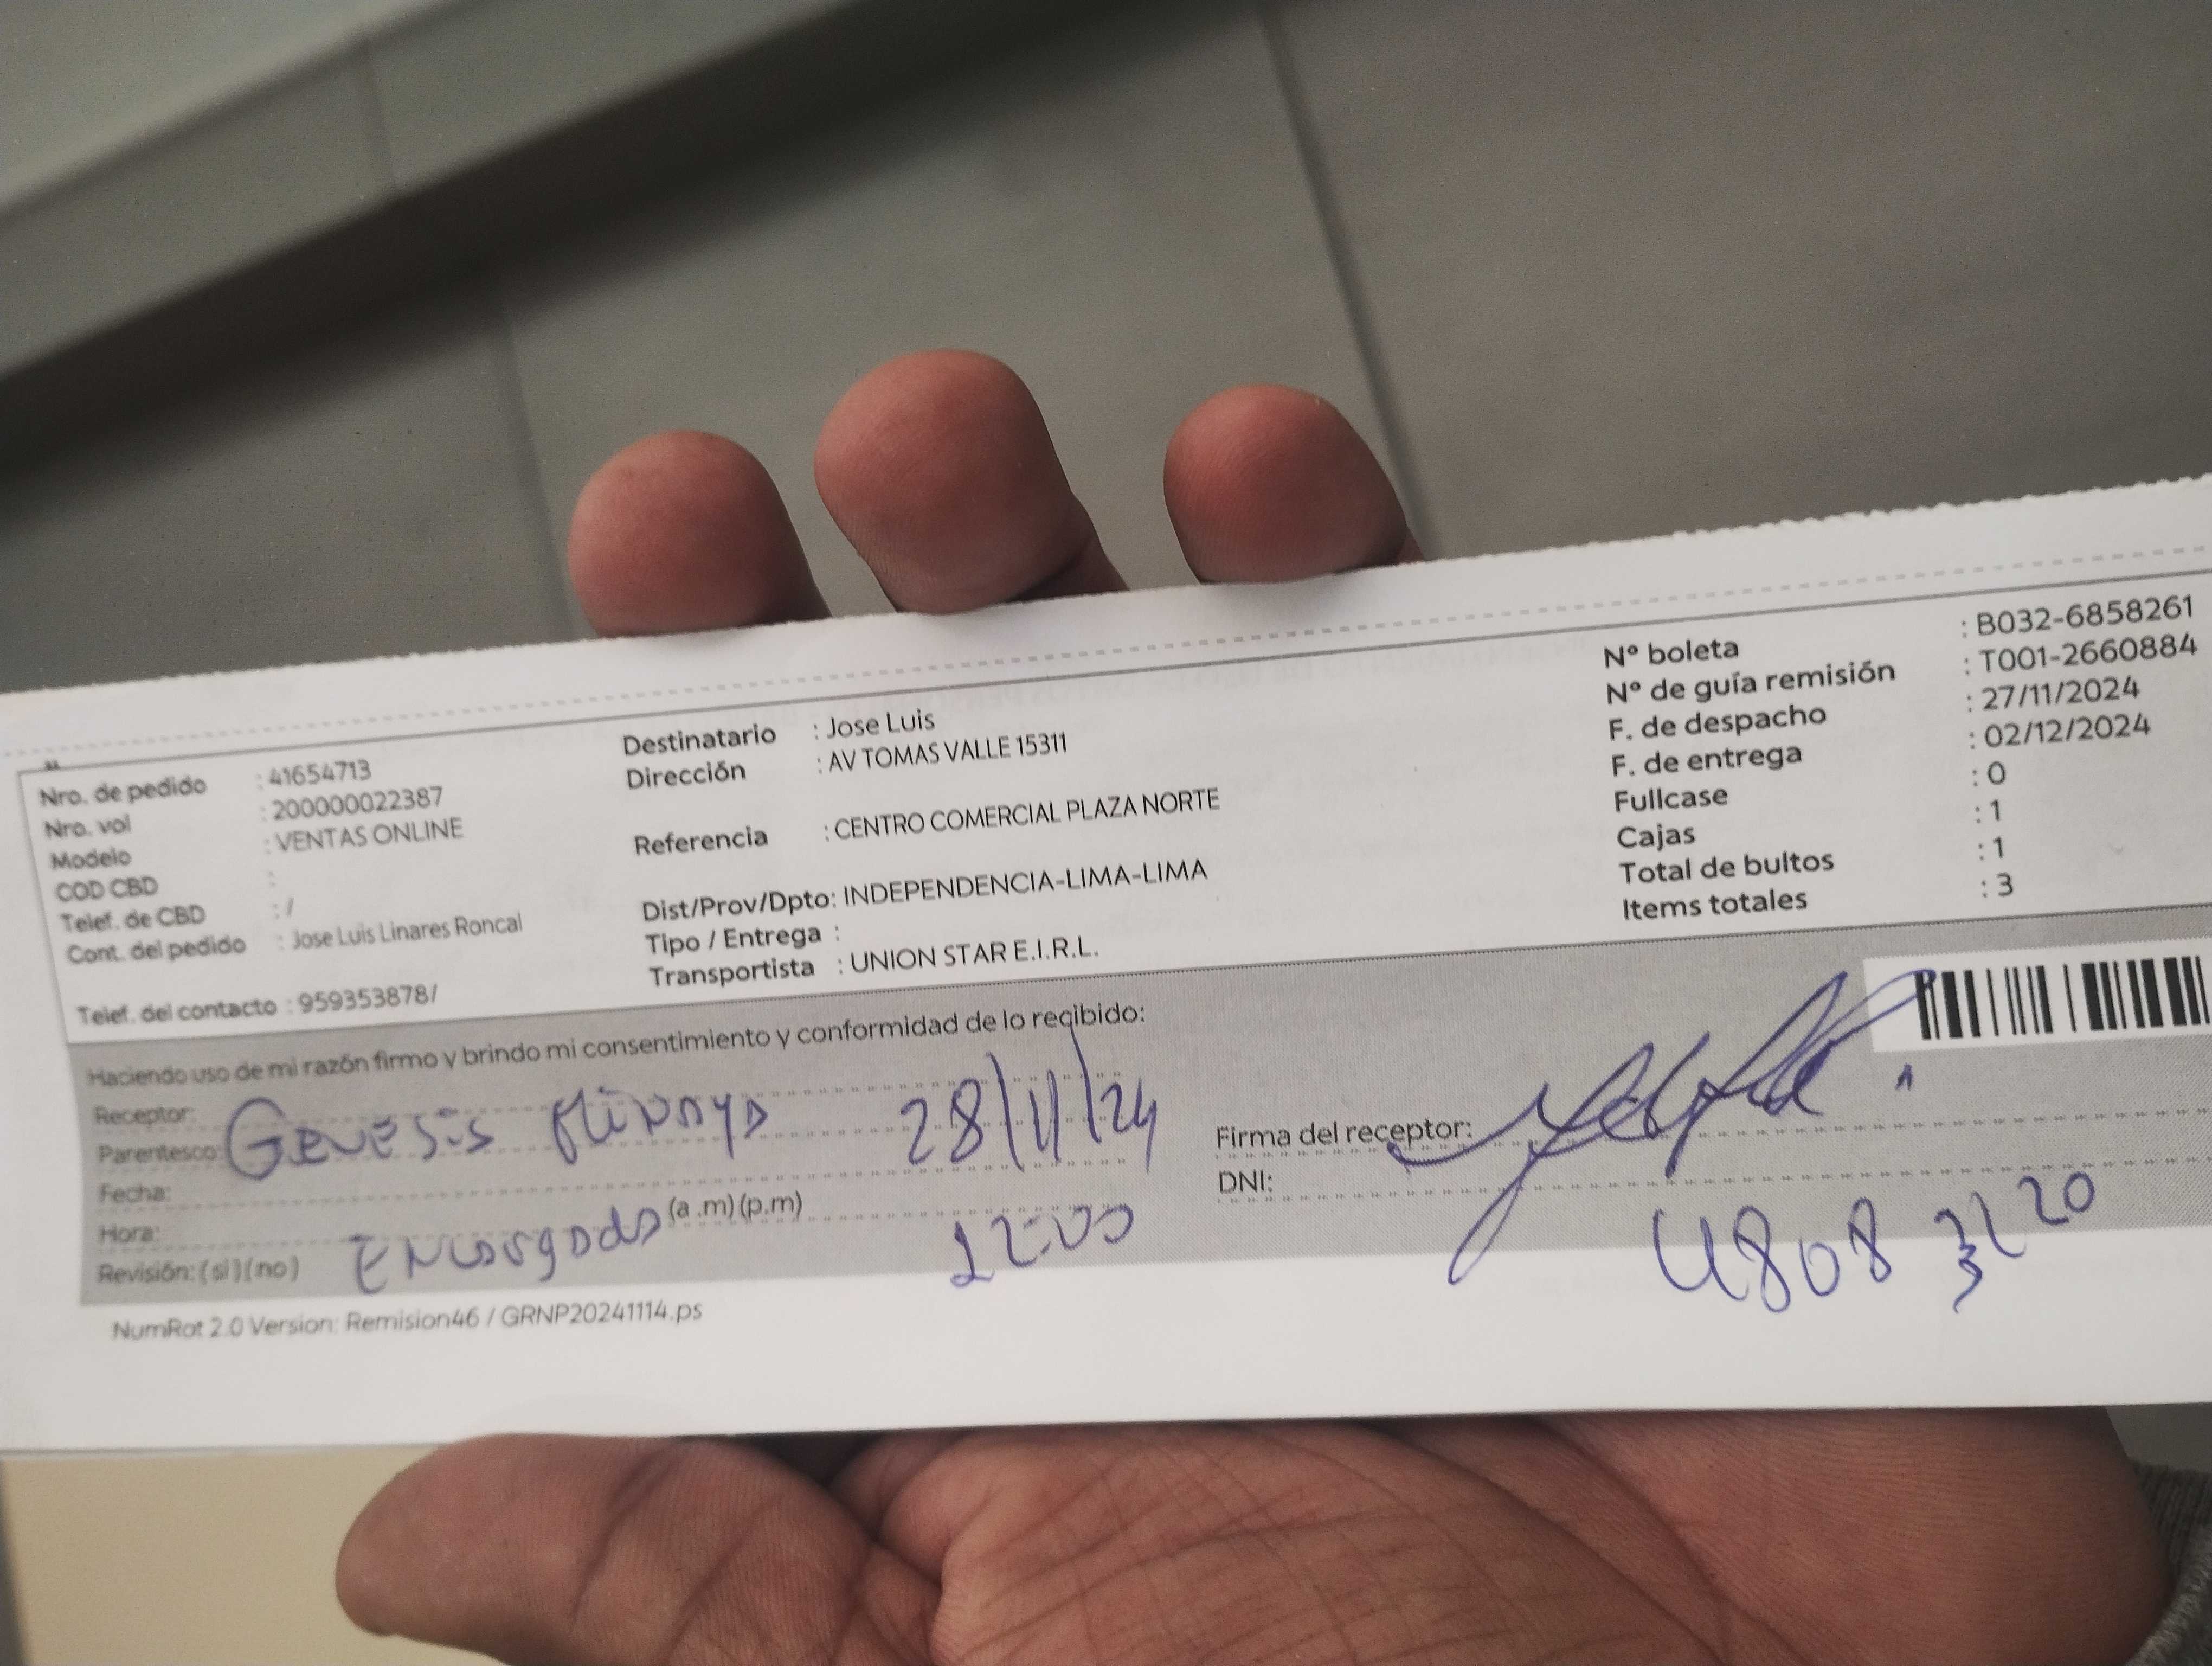 Nro. de pedido : 41654713
Nro. vol : 200000022387
Modelo : VENTAS ONLINE
COD CBD :
Telef. de CBD : /
Cont. del pedido : Jose Luis Linares Roncal
Telef. del contacto : 959353878/
Destinatario : Jose Luis
Dirección : AV TOMAS VALLE 15311
Referencia : CENTRO COMERCIAL PLAZA NORTE
Dist/Prov/Dpto: INDEPENDENCIA-LIMA-LIMA
Tipo / Entrega :
Transportista : UNION STAR E.I.R.L.
Nº boleta : B032-6858261
Nº de guía remisión : T001-2660884
F. de despacho : 27/11/2024
F. de entrega : 02/12/2024
Fullcase : 0
Cajas : 1
Total de bultos : 1
Items totales : 3
Haciendo uso de mi razón firmo y brindo mi consentimiento y conformidad de lo recibido:
Receptor:
Parentesco: Genesis 28/11/24
Fecha:
Hora: (a .m) (p.m)
Revisión: (si) (no) Encargado 12:00
Firma del receptor:
DNI:
NumRot 2.0 Version: Remision46 / GRNP20241114.ps